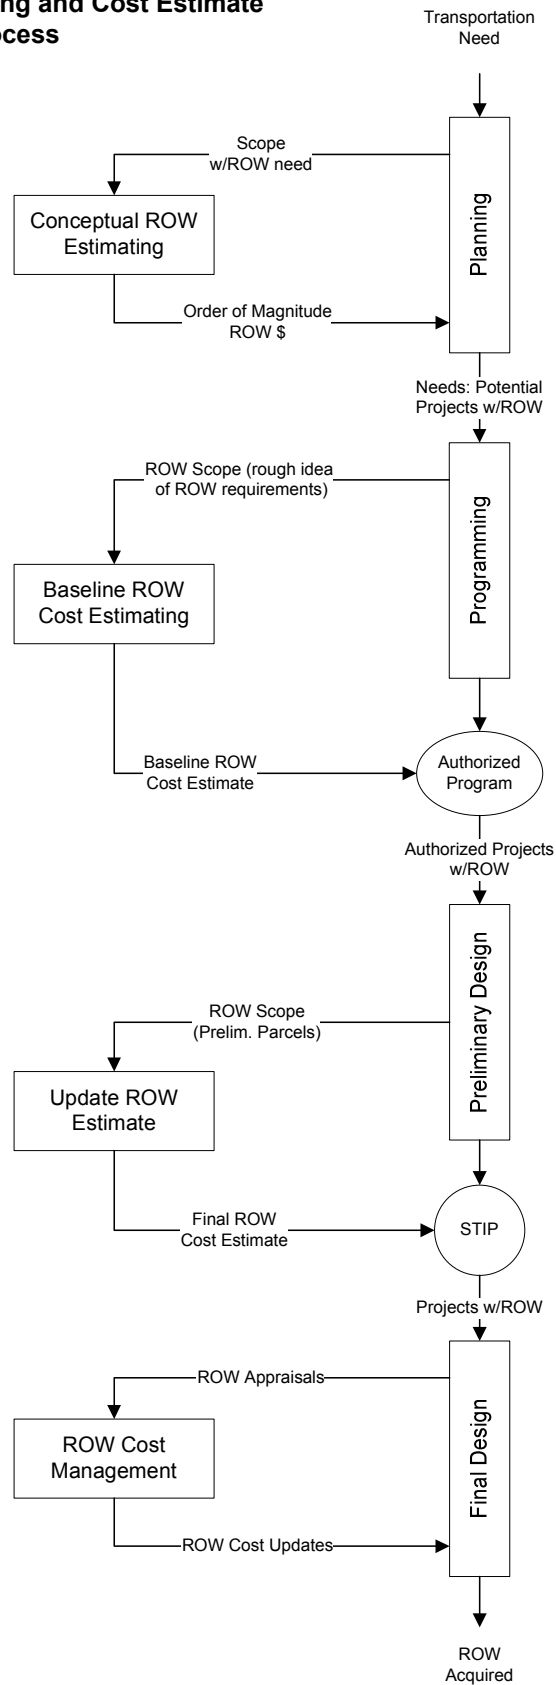 and Cost Estimate
Transportation
Need
Scope
w/ROW need
Planning
Conceptual ROW
Estimating
Order of Magnitude
ROW $
Needs: Potential
Projects w/ROW
ROW Scope (rough idea
of ROW requirements)
Programming
Baseline ROW
Cost Estimating
Baseline ROW
Cost Estimate
Authorized
Program
Authorized Projects
w/ROW
Preliminary Design
ROW Scope
(Prelim. Parcels)
Update ROW
Estimate
Final ROW
Cost Estimate
STIP
Projects w/ROW
ROW Appraisals
Final Design
ROW Cost
Management
ROW Cost Updates
ROW
Acquired